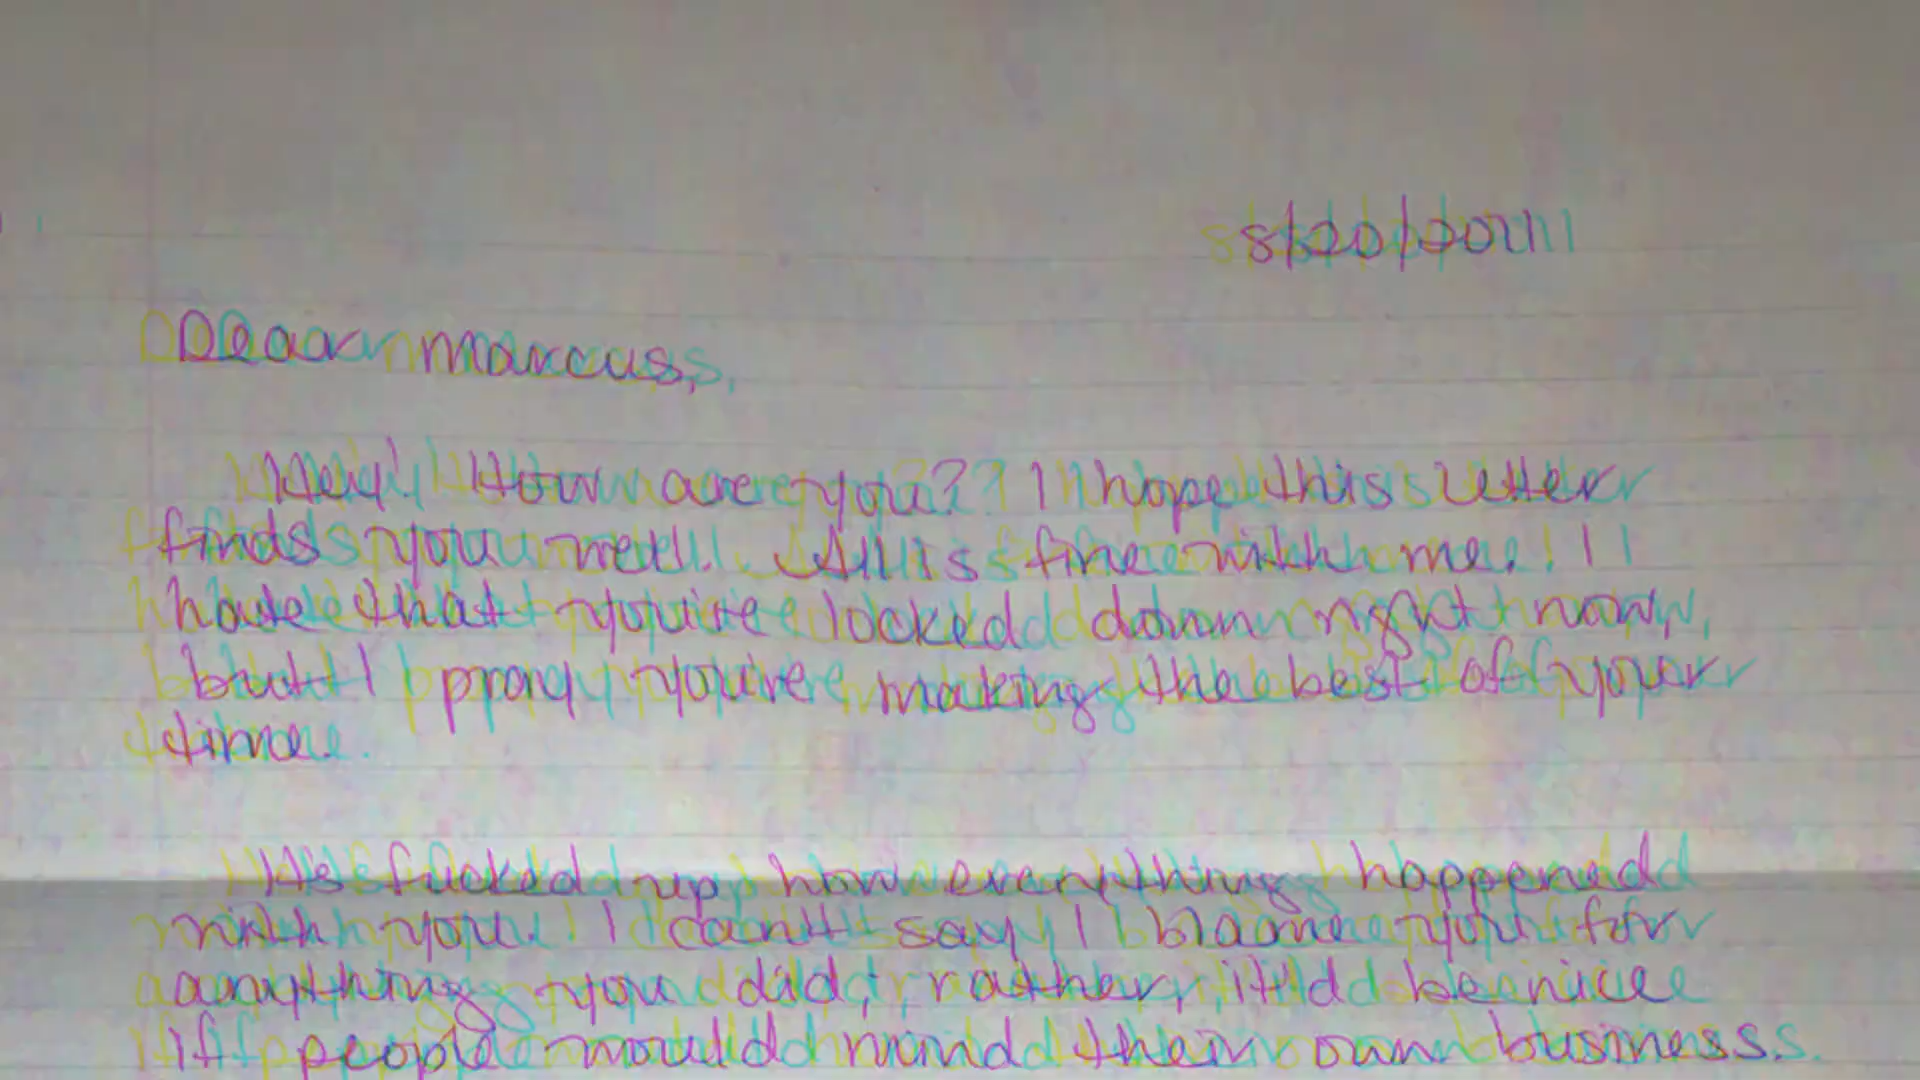 8/20/2011
Dear marcus,
Hey! How are you? I hope this letter
finds you well. All is fine with me. I
hate that you're locked down right now,
but I pray you're making the best of your
time.
It's fucked up how everything happened
with you. I can't say I blame you for
anything you did, rather, it'd be nice
if people would mind their own business.